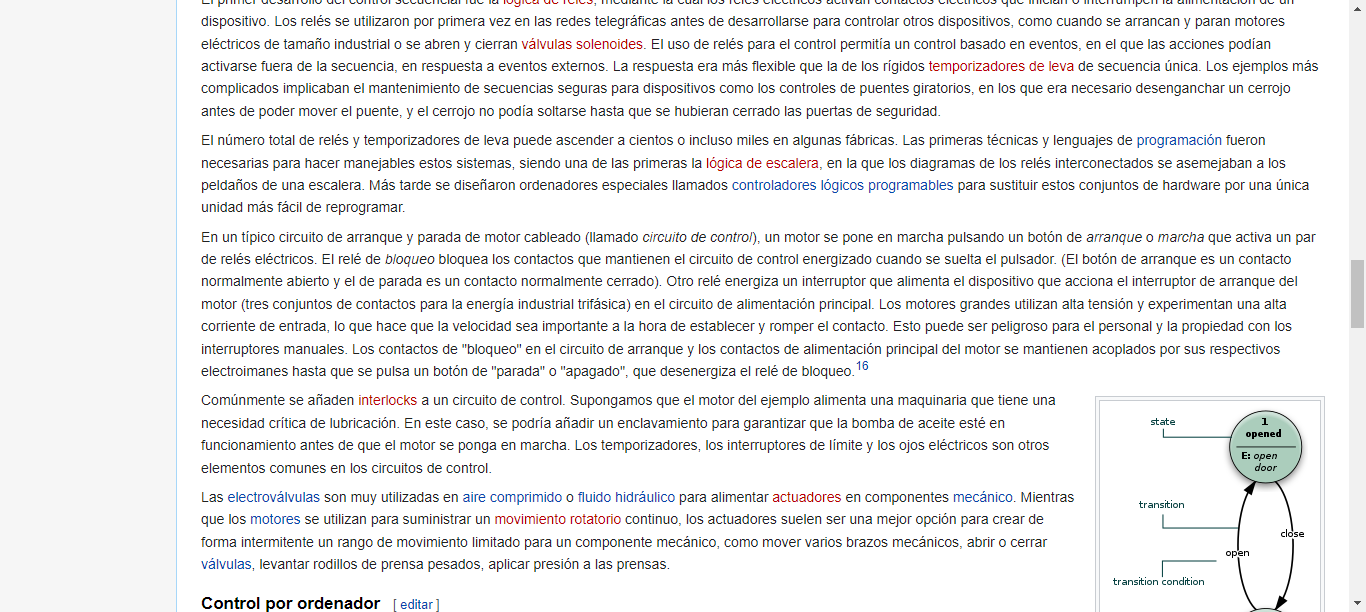 El primer desarrollo del control secuencial fue la lógica de relés, mediante la cual los relés eléctricos activan contactos eléctricos que inician o interrumpen la alimentación de un
dispositivo. Los relés se utilizaron por primera vez en las redes telegráficas antes de desarrollarse para controlar otros dispositivos, como cuando se arrancan y paran motores
eléctricos de tamaño industrial o se abren y cierran válvulas solenoides. El uso de relés para el control permitía un control basado en eventos, en el que las acciones podían
activarse fuera de la secuencia, en respuesta a eventos externos. La respuesta era más flexible que la de los rígidos temporizadores de leva de secuencia única. Los ejemplos más
complicados implicaban el mantenimiento de secuencias seguras para dispositivos como los controles de puentes giratorios, en los que era necesario desenganchar un cerrojo
antes de poder mover el puente, y el cerrojo no podía soltarse hasta que se hubieran cerrado las puertas de seguridad.
El número total de relés y temporizadores de leva puede ascender a cientos o incluso miles en algunas fábricas. Las primeras técnicas y lenguajes de programación fueron
necesarias para hacer manejables estos sistemas, siendo una de las primeras la lógica de escalera, en la que los diagramas de los relés interconectados se asemejaban a los
peldaños de una escalera. Más tarde se diseñaron ordenadores especiales llamados controladores lógicos programables para sustituir estos conjuntos de hardware por una única
unidad más fácil de reprogramar.
En un típico circuito de arranque y parada de motor cableado (llamado circuito de control), un motor se pone en marcha pulsando un botón de arranque o marcha que activa un par
de relés eléctricos. El relé de bloqueo bloquea los contactos que mantienen el circuito de control energizado cuando se suelta el pulsador. (El botón de arranque es un contacto
normalmente abierto y el de parada es un contacto normalmente cerrado). Otro relé energiza un interruptor que alimenta el dispositivo que acciona el interruptor de arranque del
motor (tres conjuntos de contactos para la energía industrial trifásica) en el circuito de alimentación principal. Los motores grandes utilizan alta tensión y experimentan una alta
corriente de entrada, lo que hace que la velocidad sea importante a la hora de establecer y romper el contacto. Esto puede ser peligroso para el personal y la propiedad con los
interruptores manuales. Los contactos de "bloqueo" en el circuito de arranque y los contactos de alimentación principal del motor se mantienen acoplados por sus respectivos
electroimanes hasta que se pulsa un botón de "parada" o "apagado", que desenergiza el relé de bloqueo.16
Comúnmente se añaden interlocks a un circuito de control. Supongamos que el motor del ejemplo alimenta una maquinaria que tiene una
necesidad crítica de lubricación. En este caso, se podría añadir un enclavamiento para garantizar que la bomba de aceite esté en
funcionamiento antes de que el motor se ponga en marcha. Los temporizadores, los interruptores de límite y los ojos eléctricos son otros
elementos comunes en los circuitos de control.
Las electroválvulas son muy utilizadas en aire comprimido o fluido hidráulico para alimentar actuadores en componentes mecánico. Mientras
que los motores se utilizan para suministrar un movimiento rotatorio continuo, los actuadores suelen ser una mejor opción para crear de
forma intermitente un rango de movimiento limitado para un componente mecánico, como mover varios brazos mecánicos, abrir o cerrar
válvulas, levantar rodillos de prensa pesados, aplicar presión a las prensas.
Control por ordenador [ editar ]
state
1
opened
E: open
door
transition
close
open
transition condition